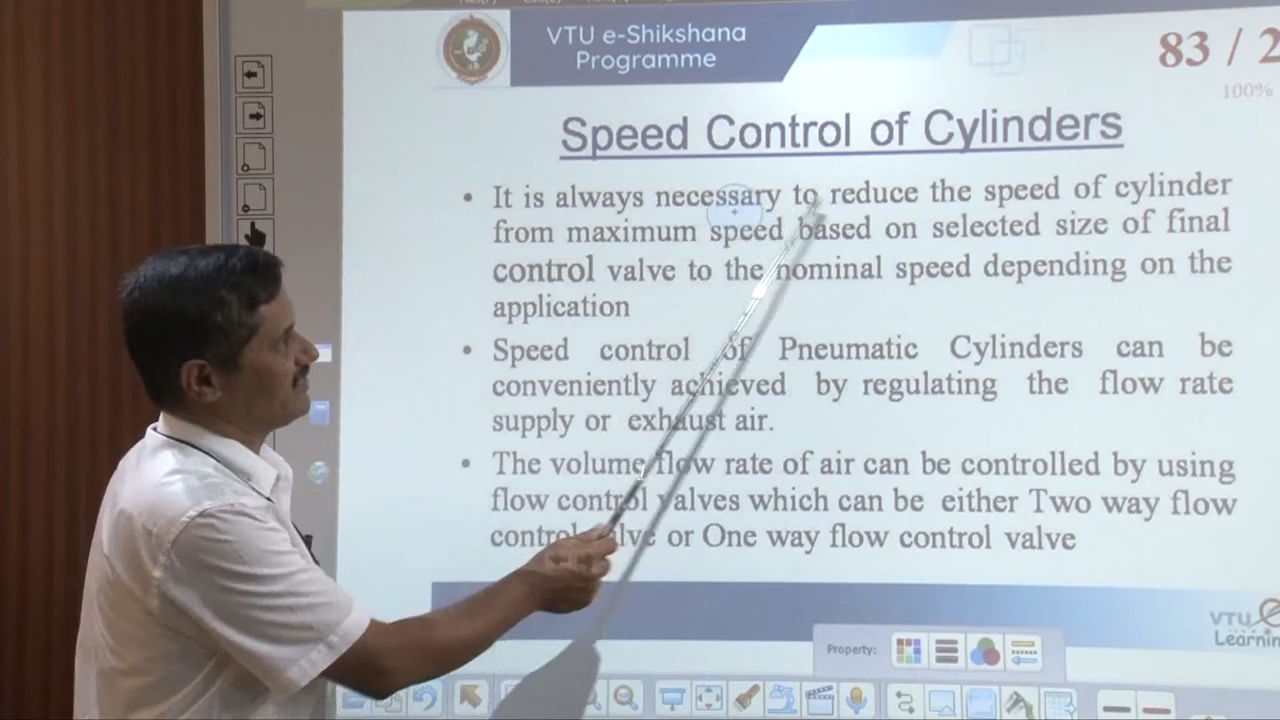 VTU e-Shikshana
Programme
83 / 2
100%
Speed Control of Cylinders
• It is always necessary to reduce the speed of cylinder
from maximum speed based on selected size of final
control valve to the nominal speed depending on the
application
• Speed control of Pneumatic Cylinders can be
conveniently achieved by regulating the flow rate
supply or exhaust air.
• The volume flow rate of air can be controlled by using
flow control valves which can be either Two way flow
control valve or One way flow control valve
VTU
Learnin
Property: